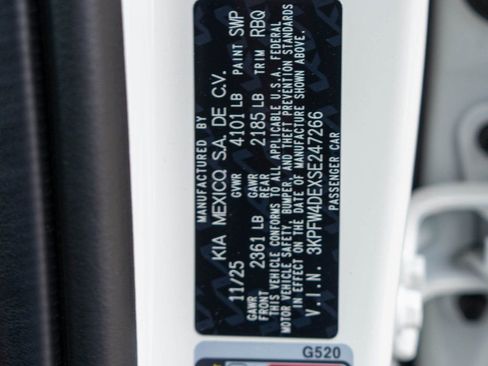 MANUFACTURED BY
KIA MEXICO, S.A. DE C.V.
11/25 GVWR 4101 LB PAINT SWP
GAWR FRONT 2361 LB GAWR REAR 2185 LB TRIM RBQ
THIS VEHICLE CONFORMS TO ALL APPLICABLE U.S.A. FEDERAL
MOTOR VEHICLE SAFETY, BUMPER, AND THEFT PREVENTION STANDARDS
IN EFFECT ON THE DATE OF MANUFACTURE SHOWN ABOVE.
V.I.N. 3KPFW4DEXSE247266
PASSENGER CAR
G520